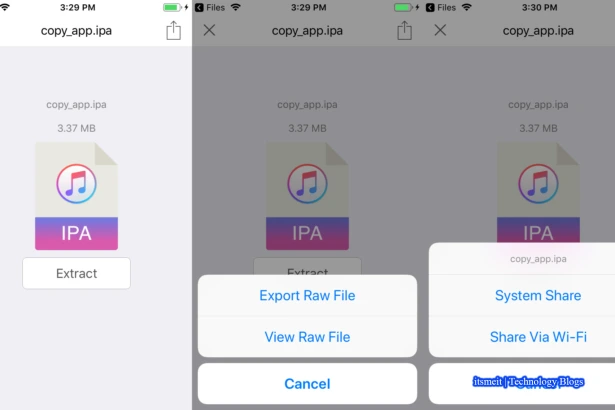 3:29 PM
copy_app.ipa
copy_app.ipa
3.37 MB
IPA
Extract
Files
3:29 PM
copy_app.ipa
copy_app.ipa
3.37 MB
IPA
Extract
Export Raw File
View Raw File
Cancel
Files
3:30 PM
copy_app.ipa
copy_app.ipa
3.37 MB
IPA
copy_app.ipa
System Share
Share Via Wi-Fi
itsmeit | Technology Blogs